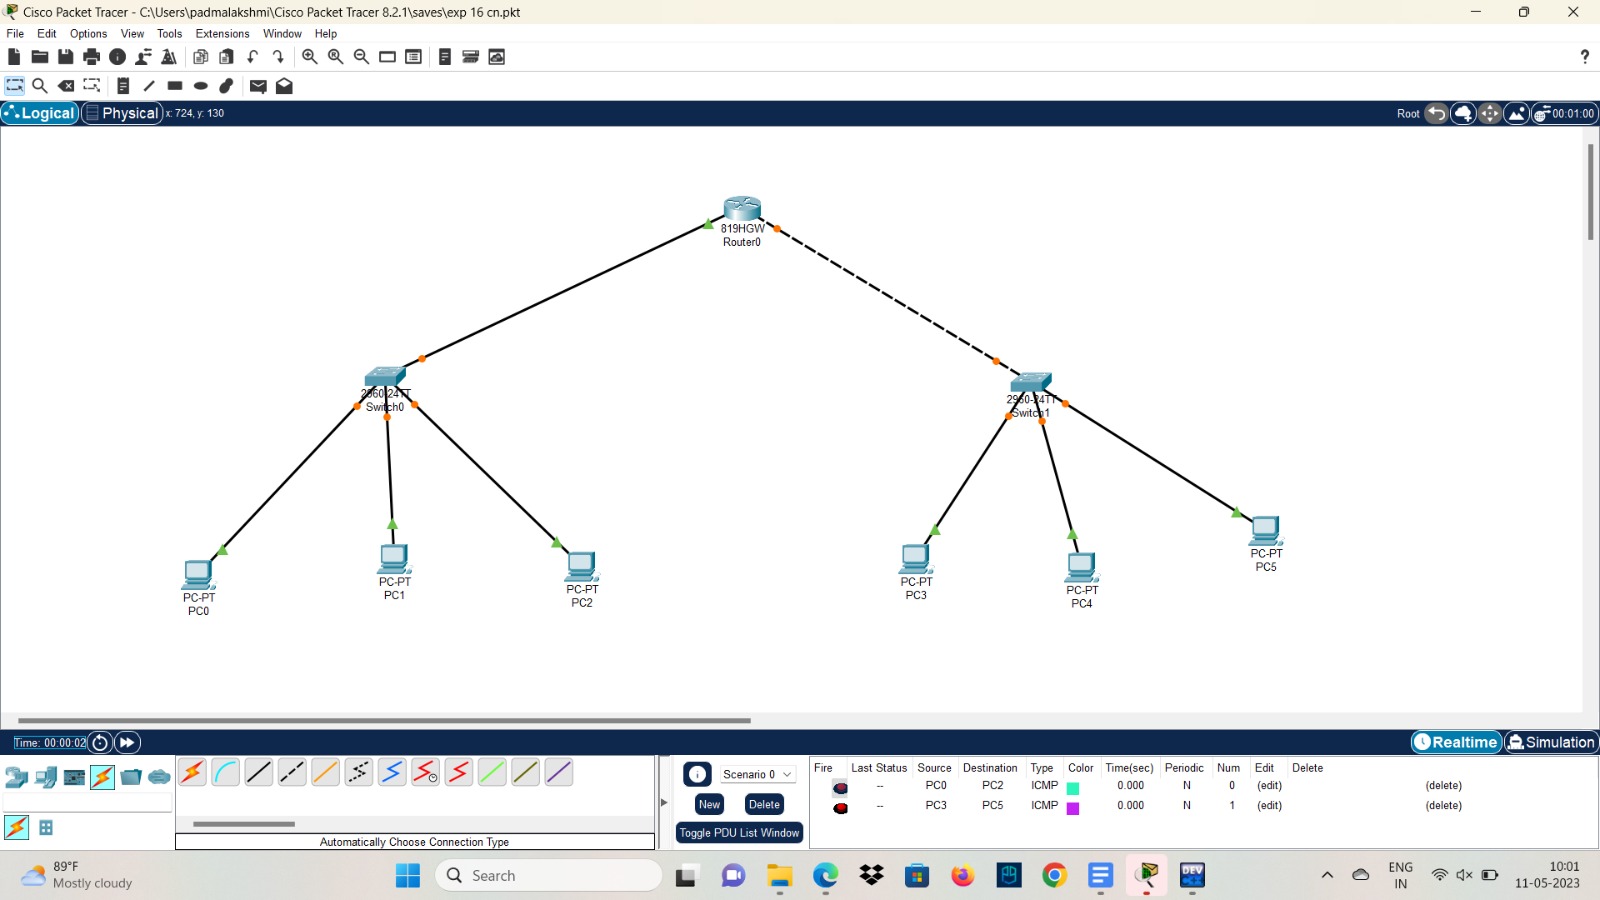 Cisco Packet Tracer - C:\Users\padmalakshmi\Cisco Packet Tracer 8.2.1\saves\exp 16 cn.pkt
File Edit Options View Tools Extensions Window Help
Logical Physical x: 724, y: 130 Root 00:01:00
819HGW
Router0
2960-24TT
Switch0
2960-24TT
Switch1
PC-PT
PC0
PC-PT
PC1
PC-PT
PC2
PC-PT
PC3
PC-PT
PC4
PC-PT
PC5
Time: 00:00:02 Realtime Simulation
Scenario 0
New Delete
Toggle PDU List Window
Fire Last Status Source Destination Type Color Time(sec) Periodic Num Edit Delete
-- PC0 PC2 ICMP 0.000 N 0 (edit) (delete)
-- PC3 PC5 ICMP 0.000 N 1 (edit) (delete)
Automatically Choose Connection Type
89°F
Mostly cloudy
Search
DEV
ENG
IN
10:01
11-05-2023